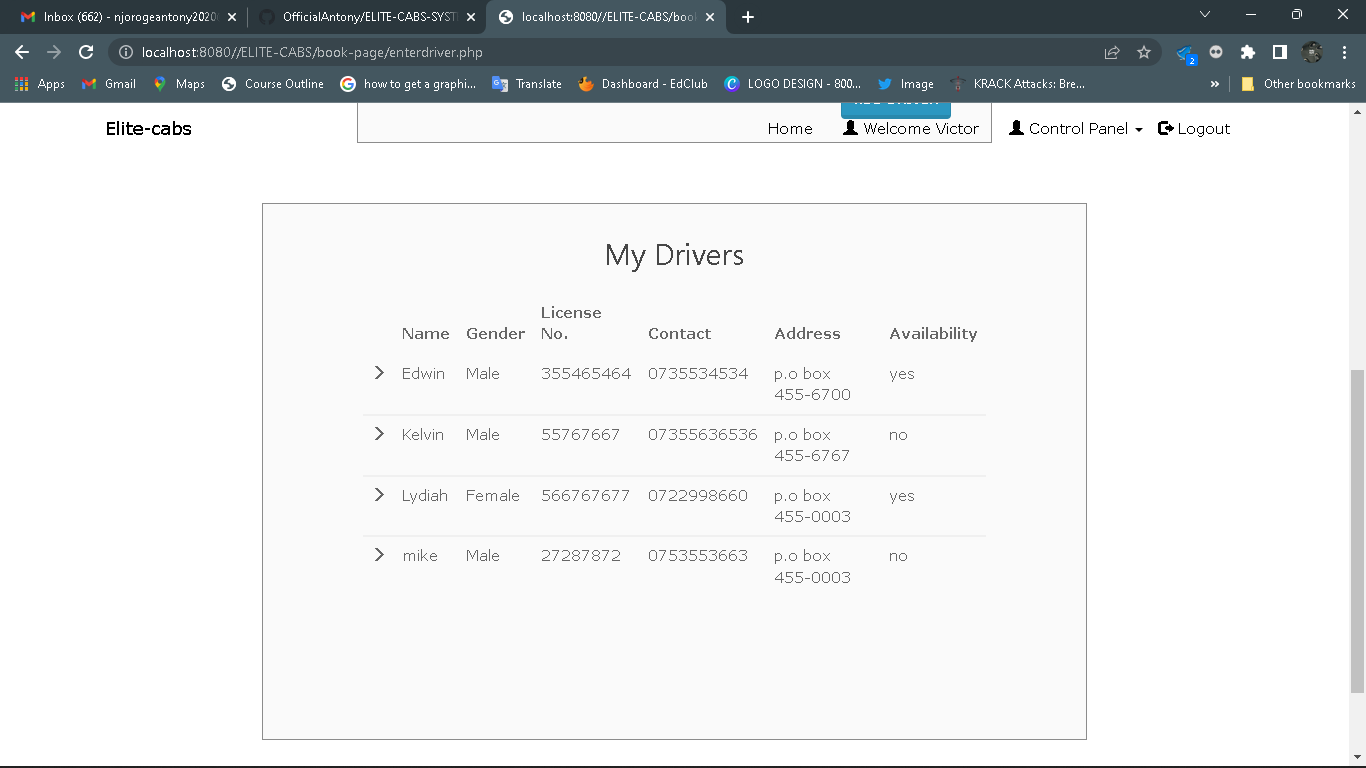 Inbox (662) - njorogeantony2020
OfficialAntony/ELITE-CABS-SYST
localhost:8080//ELITE-CABS/boo
localhost:8080//ELITE-CABS/book-page/enterdriver.php
2
Apps
Gmail
Maps
Course Outline
how to get a graphi...
Translate
Dashboard - EdClub
LOGO DESIGN - 800...
Image
KRACK Attacks: Bre...
»
Other bookmarks
Elite-cabs
Home
Welcome Victor
Control Panel
Logout
My Drivers
Name Gender License No. Contact Address Availability
Edwin Male 355465464 0735534534 p.o box 455-6700 yes
Kelvin Male 55767667 07355636536 p.o box 455-6767 no
Lydiah Female 566767677 0722998660 p.o box 455-0003 yes
mike Male 27287872 0753553663 p.o box 455-0003 no